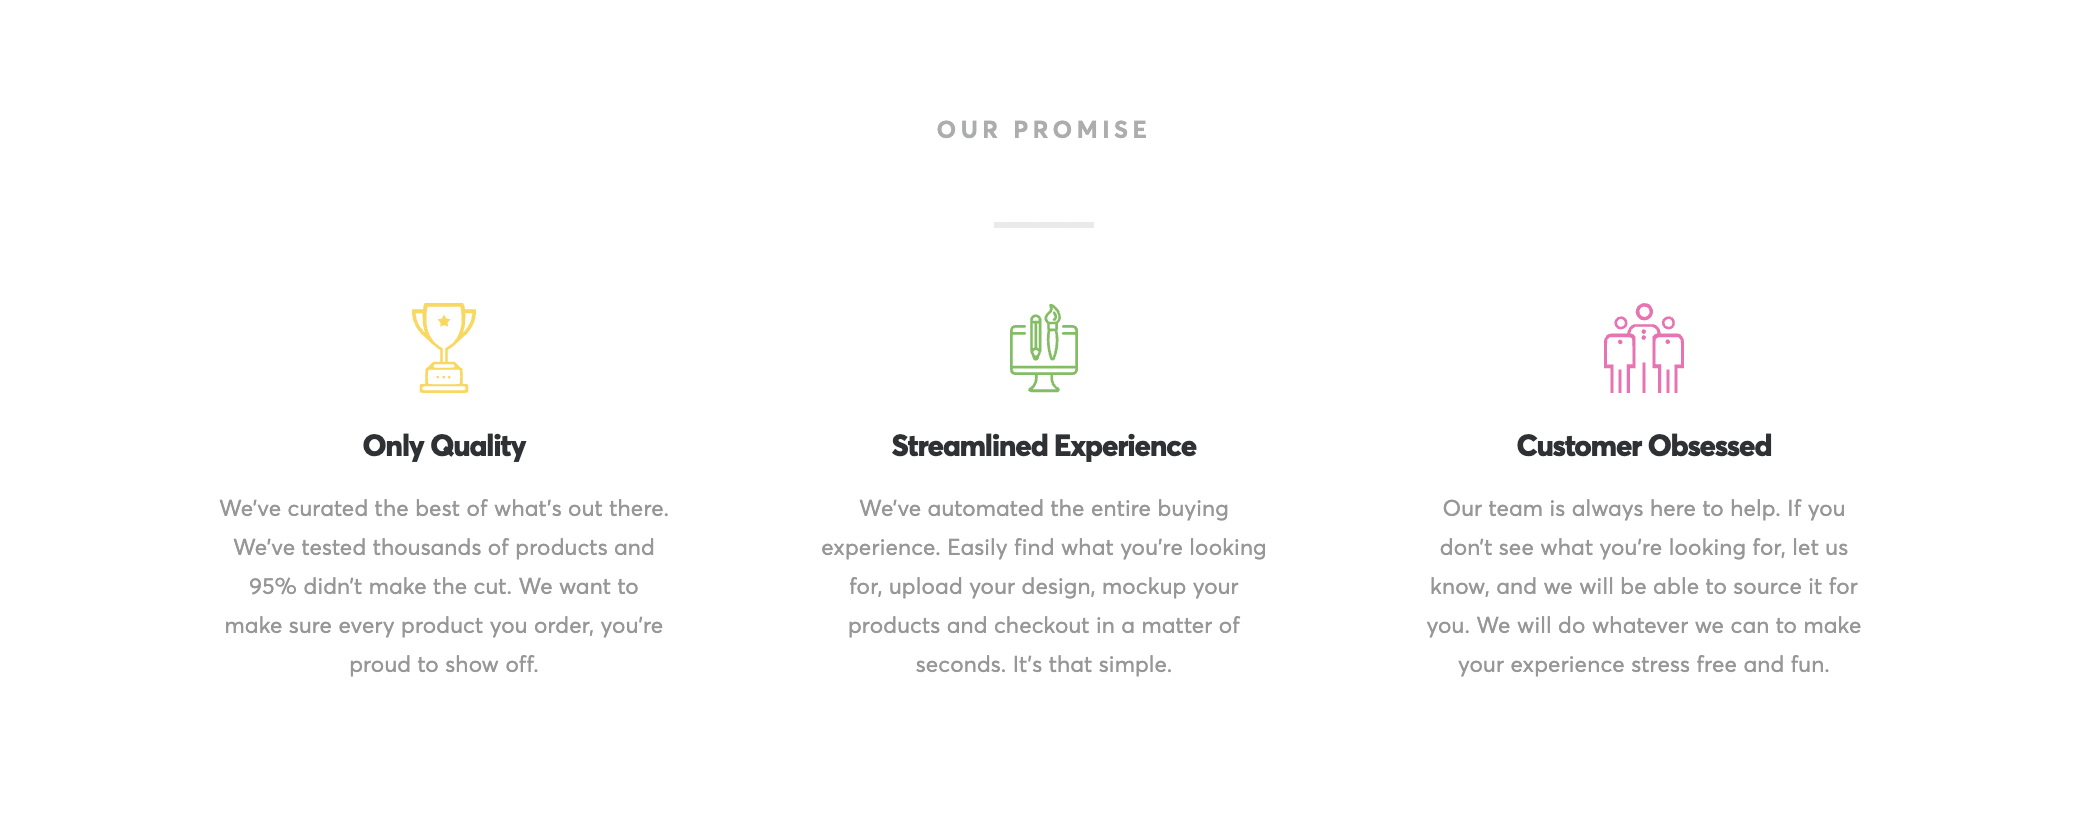 OUR PROMISE
Only Quality
We've curated the best of what's out there.
We've tested thousands of products and
95% didn't make the cut. We want to
make sure every product you order, you're
proud to show off.
Streamlined Experience
We've automated the entire buying
experience. Easily find what you're looking
for, upload your design, mockup your
products and checkout in a matter of
seconds. It's that simple.
Customer Obsessed
Our team is always here to help. If you
don't see what you're looking for, let us
know, and we will be able to source it for
you. We will do whatever we can to make
your experience stress free and fun.